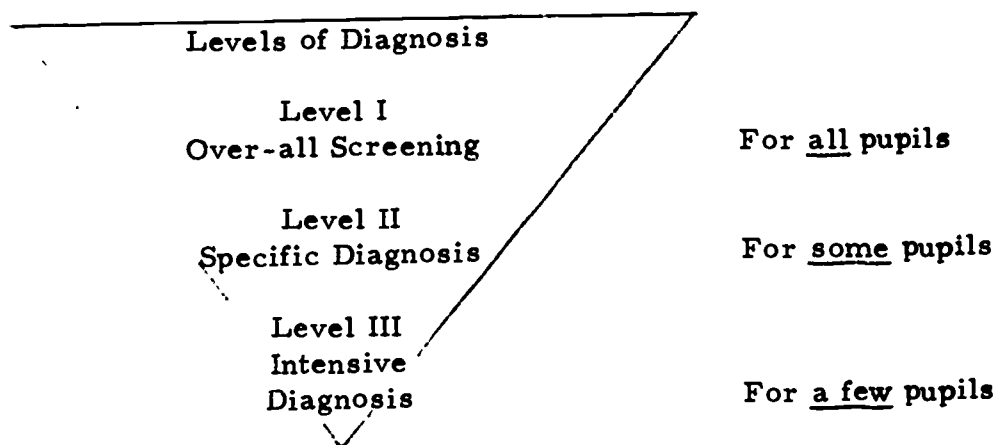 Levels of Diagnosis
Level I
Over-all Screening
For all pupils
Level II
Specific Diagnosis
For some pupils
Level III
Intensive
Diagnosis
For a few pupils